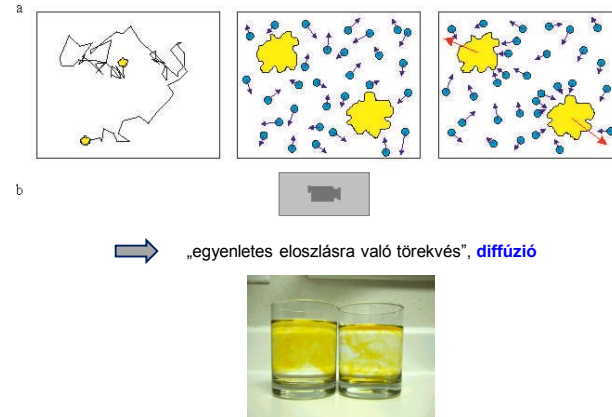 a
b
„egyenletes eloszlásra való törekvés”, diffúzió